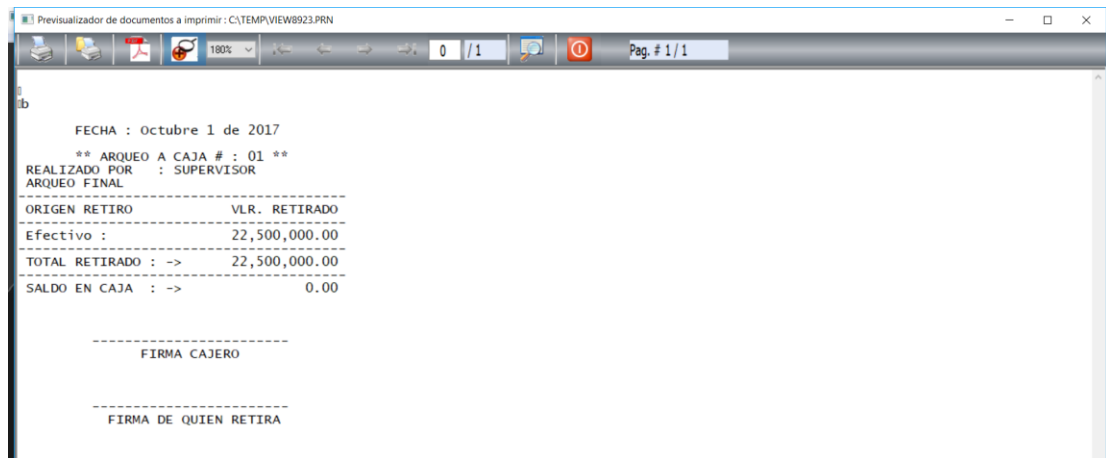 Previsualizador de documentos a imprimir : C:\TEMP\VIEW8923.PRN
PDF 180% 0 / 1 Pag. # 1 / 1
b
FECHA : Octubre 1 de 2017
** ARQUEO A CAJA # : 01 **
REALIZADO POR : SUPERVISOR
ARQUEO FINAL
----------------------------------------
ORIGEN RETIRO VLR. RETIRADO
----------------------------------------
Efectivo : 22,500,000.00
----------------------------------------
TOTAL RETIRADO : -> 22,500,000.00
----------------------------------------
SALDO EN CAJA : -> 0.00
------------------------
FIRMA CAJERO
------------------------
FIRMA DE QUIEN RETIRA